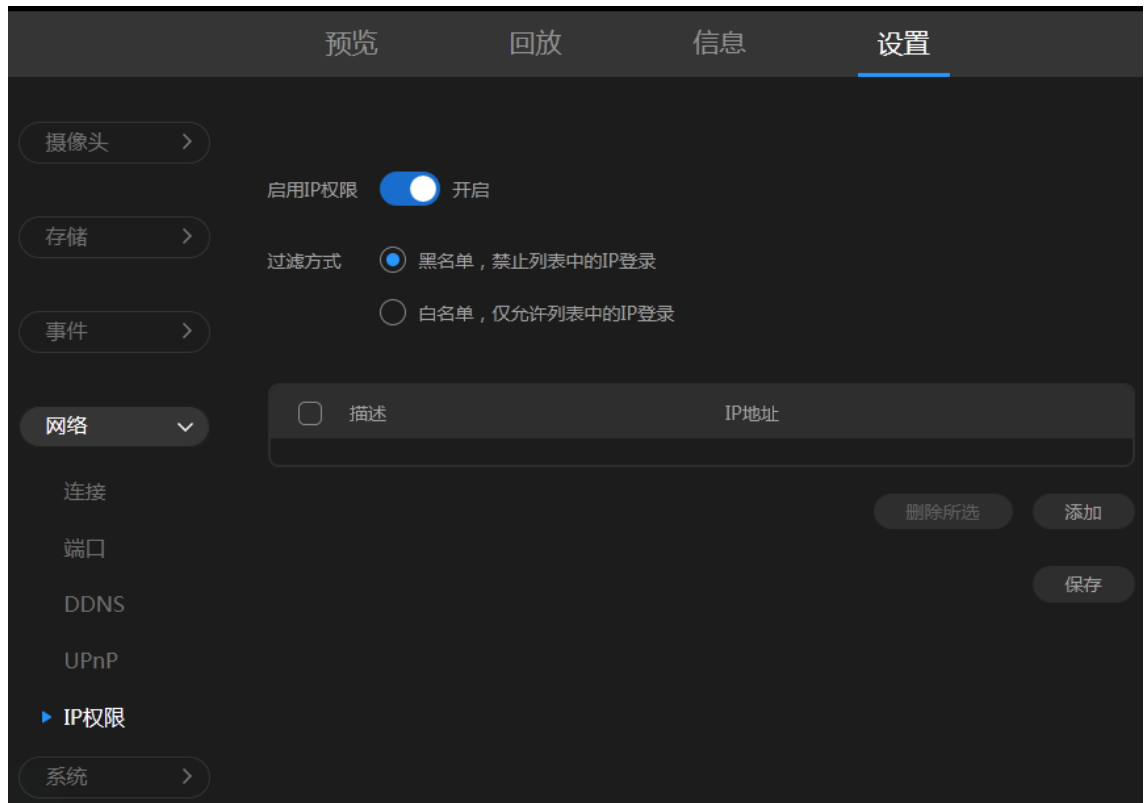 预览 回放 信息 设置
摄像头
存储
事件
网络
连接
端口
DDNS
UPnP
IP权限
系统
启用IP权限 开启
过滤方式 黑名单，禁止列表中的IP登录
白名单，仅允许列表中的IP登录
描述 IP地址
删除所选 添加
保存